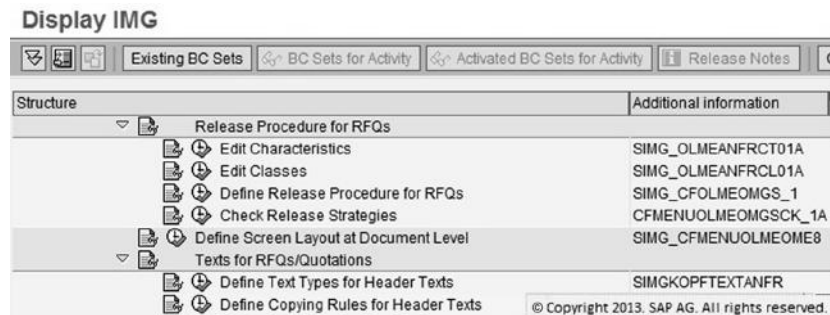 Display IMG
Existing BC Sets BC Sets for Activity Activated BC Sets for Activity Release Notes
Structure Additional information
Release Procedure for RFQs
Edit Characteristics SIMG_OLMEANFRCT01A
Edit Classes SIMG_OLMEANFRCL01A
Define Release Procedure for RFQs SIMG_CFOLMEOMGS_1
Check Release Strategies CFMENUOLMEOMGSCK_1A
Define Screen Layout at Document Level SIMG_CFMENUOLMEOME8
Texts for RFQs/Quotations
Define Text Types for Header Texts SIMGKOPFTEXTANFR
Define Copying Rules for Header Texts © Copyright 2013. SAP AG. All rights reserved.